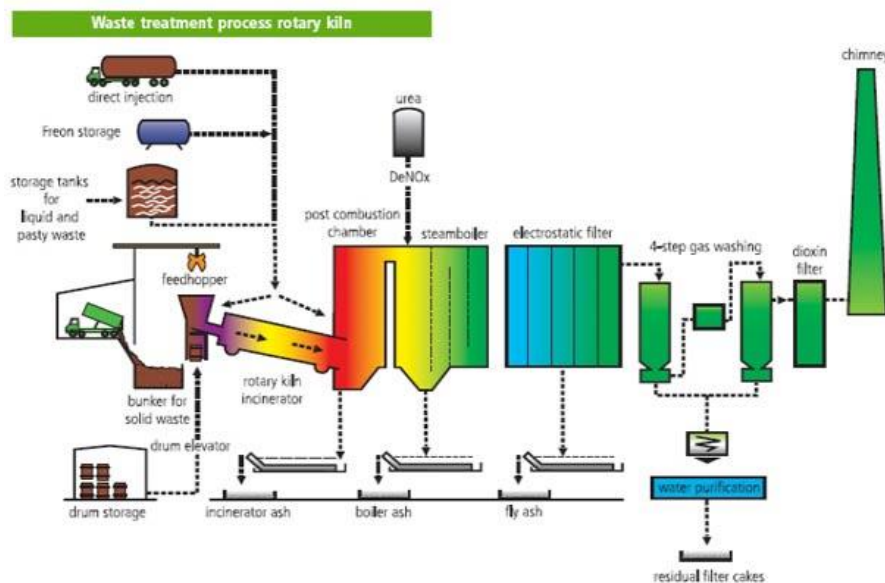 Waste treatment process rotary kiln
chimney
direct injection
urea
Freon storage
DeNOx
storage tanks
for
liquid and
pasty waste
post combustion
chamber
steamboiler
electrostatic filter
4-step gas washing
dioxin
filter
feedhopper
rotary kiln
incinerator
bunker for
solid waste
drum elevator
drum storage
incinerator ash
boiler ash
fly ash
water purification
residual filter cakes